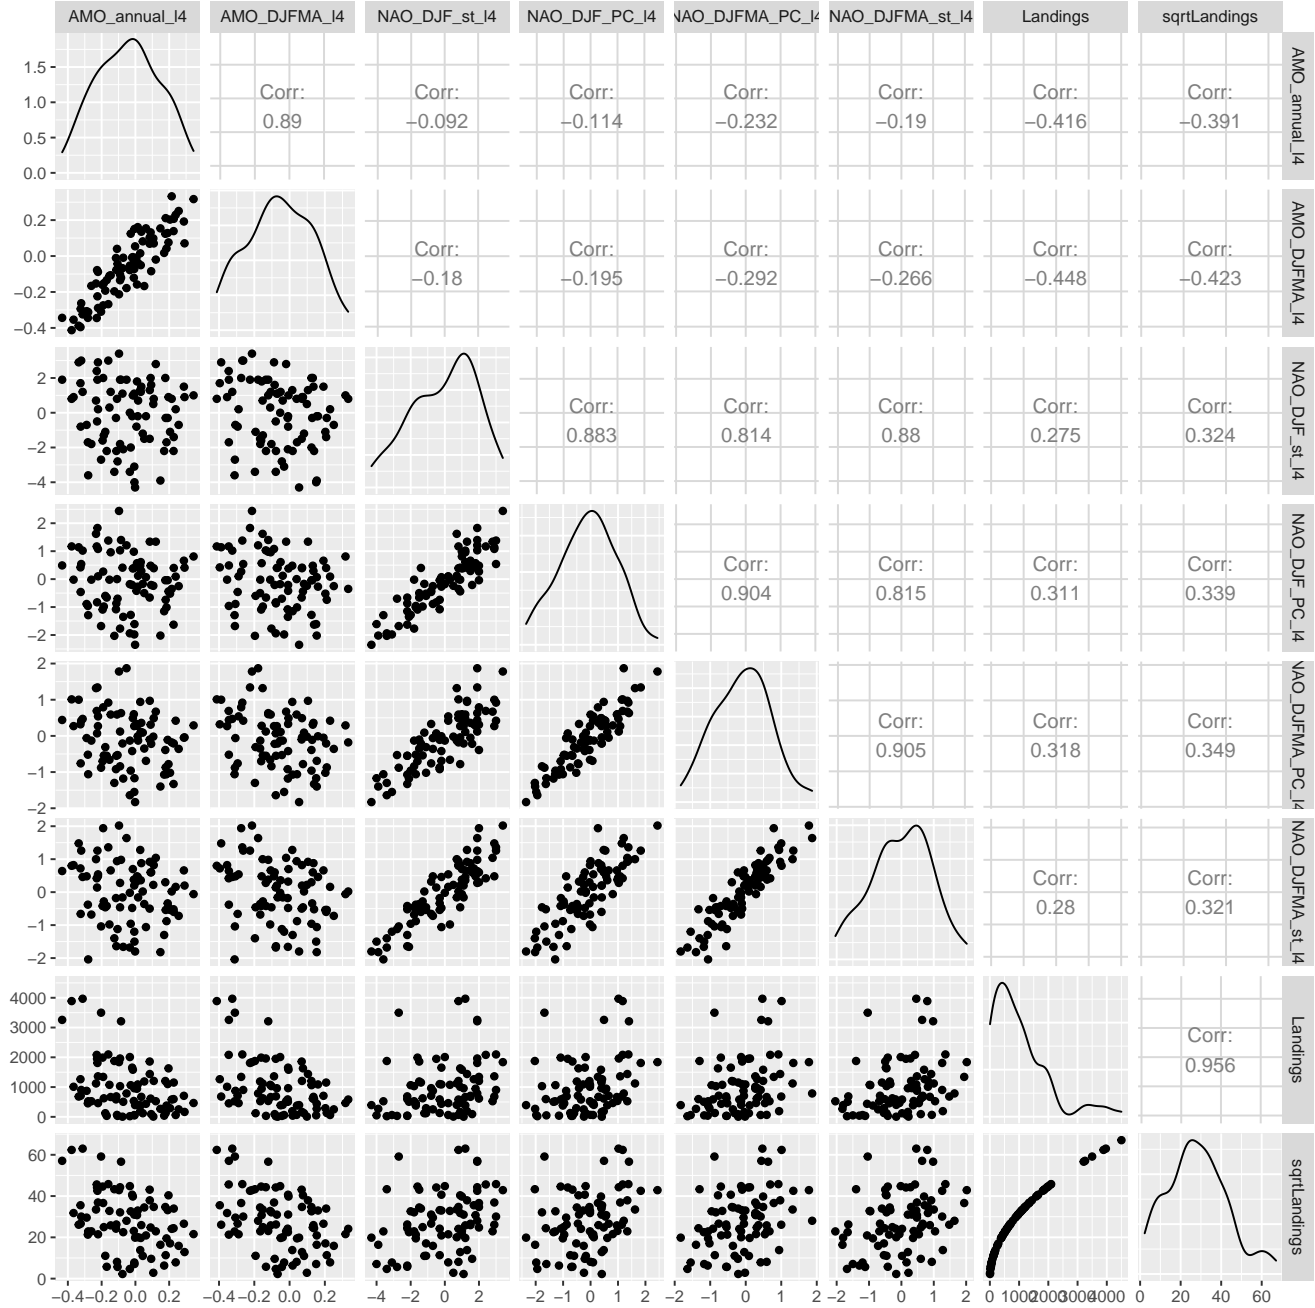 AMO_annual_l4 AMO_DJFMA_l4 NAO_DJF_st_l4 NAO_DJF_PC_l4 NAO_DJFMA_PC_l4 NAO_DJFMA_st_l4 Landings sqrtLandings
1.5
1.0
0.5
0.0
Corr: Corr: Corr: Corr: Corr: Corr: Corr:
0.89 −0.092 −0.114 −0.232 −0.19 −0.416 −0.391
AMO_annual_l4
0.2
0.0
−0.2
−0.4
Corr: Corr: Corr: Corr: Corr: Corr:
−0.18 −0.195 −0.292 −0.266 −0.448 −0.423
AMO_DJFMA_l4
2
0
−2
−4
Corr: Corr: Corr: Corr: Corr:
0.883 0.814 0.88 0.275 0.324
NAO_DJF_st_l4
2
1
0
−1
−2
Corr: Corr: Corr: Corr:
0.904 0.815 0.311 0.339
NAO_DJF_PC_l4
2
1
0
−1
−2
Corr: Corr: Corr:
0.905 0.318 0.349
NAO_DJFMA_PC_l4
2
1
0
−1
−2
Corr: Corr:
0.28 0.321
NAO_DJFMA_st_l4
4000
3000
2000
1000
0
Corr:
0.956
Landings
60
40
20
0
sqrtLandings
−0.4 −0.2 0.0 0.2 −0.4 −0.2 0.0 0.2 −4 −2 0 2 −2 −1 0 1 2 −2 −1 0 1 2 −2 −1 0 1 2 0 1000 2000 3000 4000 0 20 40 60